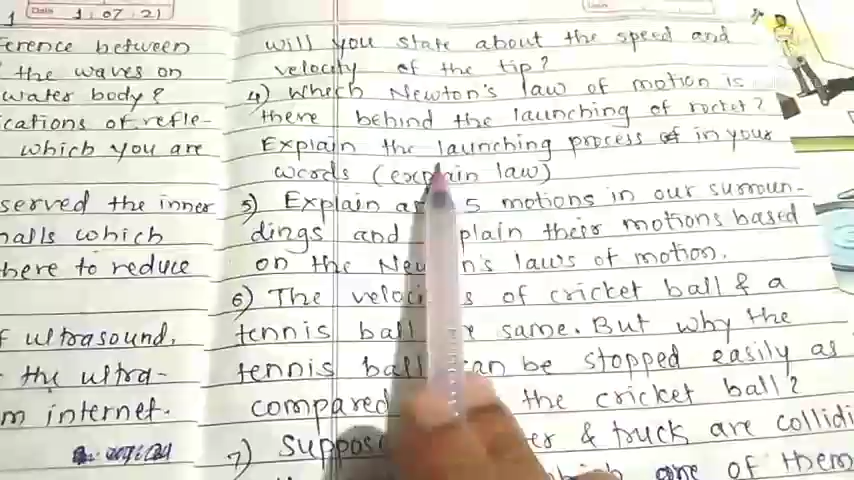 1
Date 1:07:21
ference between
the waves on
water body?
ications of refle-
which you are
served the inner
halls which
here to reduce
f ultrasound.
the ultra-
m internet.
will you state about the speed and
velocity of the tip?
4) Which Newton's law of motion is
there behind the launching of rocket?
Explain the launching process in your
words (explain law)
5) Explain 5 motions in our surroun-
dings and plain their motions based
on the New n's laws of motion.
6) The veloci s of cricket ball & a
tennis ball same. But why the
tennis ball can be stopped easily as
compared the cricket ball?
7) Suppos er & truck are collidi
which one of them